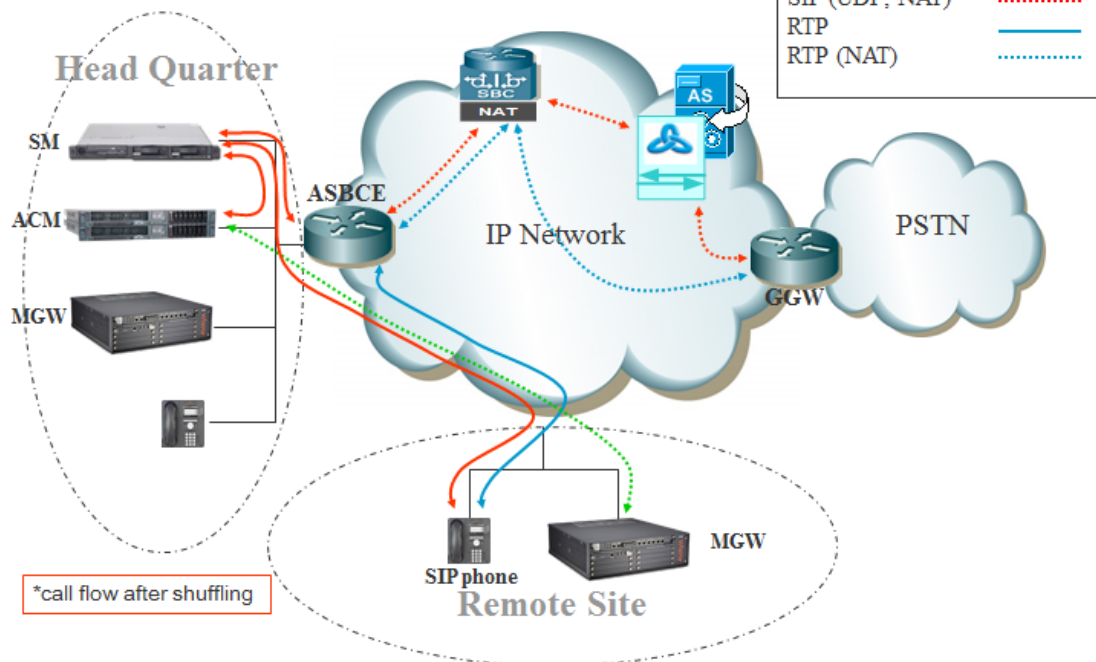 SIP (UDP, NAT)
RTP
RTP (NAT)
Head Quarter
SM
ACM
MGW
ASBCE
SBC
NAT
AS
IP Network
GGW
PSTN
MGW
SIP phone
Remote Site
*call flow after shuffling